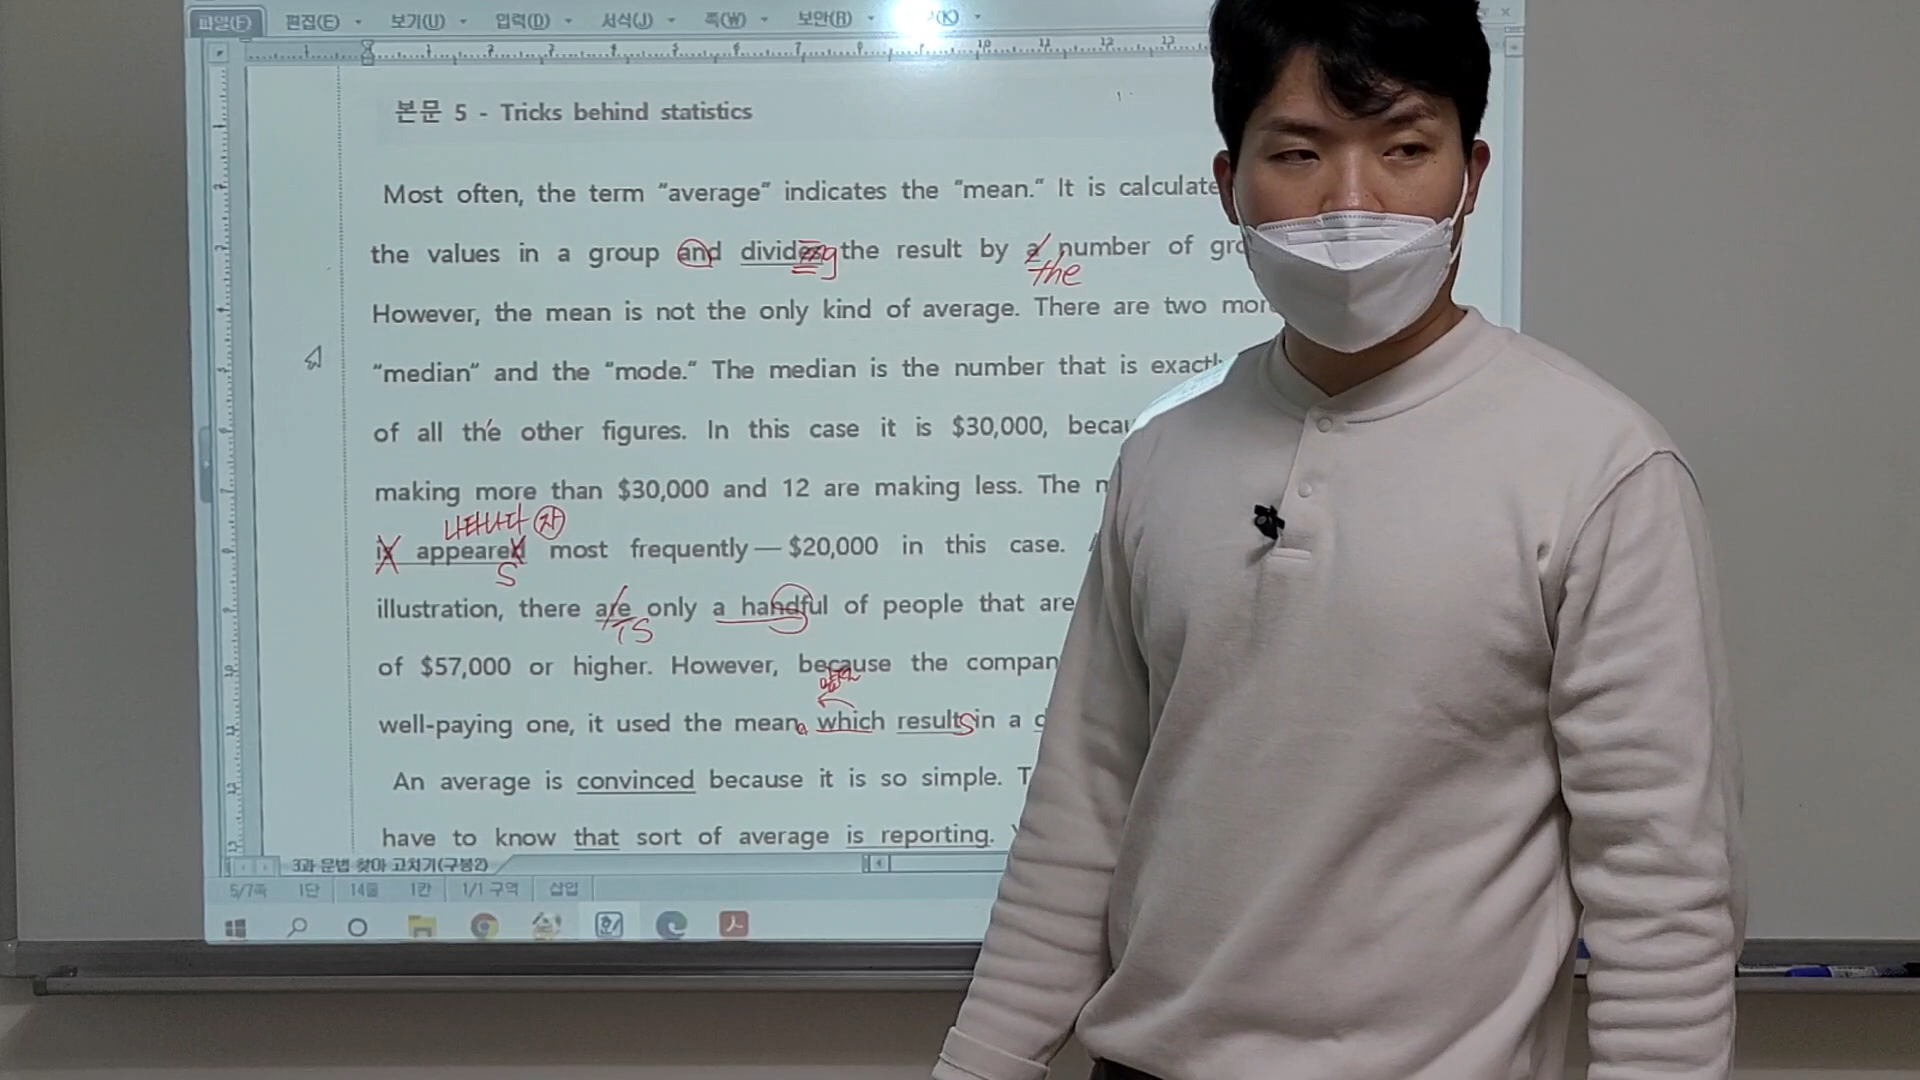 파일(F) 편집(E) 보기(U) 입력(D) 서식(J) 쪽(W) 보안(R) (K)
본문 5 - Tricks behind statistics
Most often, the term “average” indicates the “mean.” It is calculate
the values in a group and dividing the result by a number of gro
the
However, the mean is not the only kind of average. There are two mor
“median” and the “mode.” The median is the number that is exactl
of all the other figures. In this case it is $30,000, becau
making more than $30,000 and 12 are making less. The
나타나다 자
is appeared most frequently — $20,000 in this case.
S
illustration, there are only a handful of people that are
is
of $57,000 or higher. However, because the compan
well-paying one, it used the mean, which results in a
An average is convinced because it is so simple. T
have to know that sort of average is reporting.
3과 문법 찾아 고치기(구붕2)
5/7쪽 1단 14줄 1칸 1/1 구역 삽입